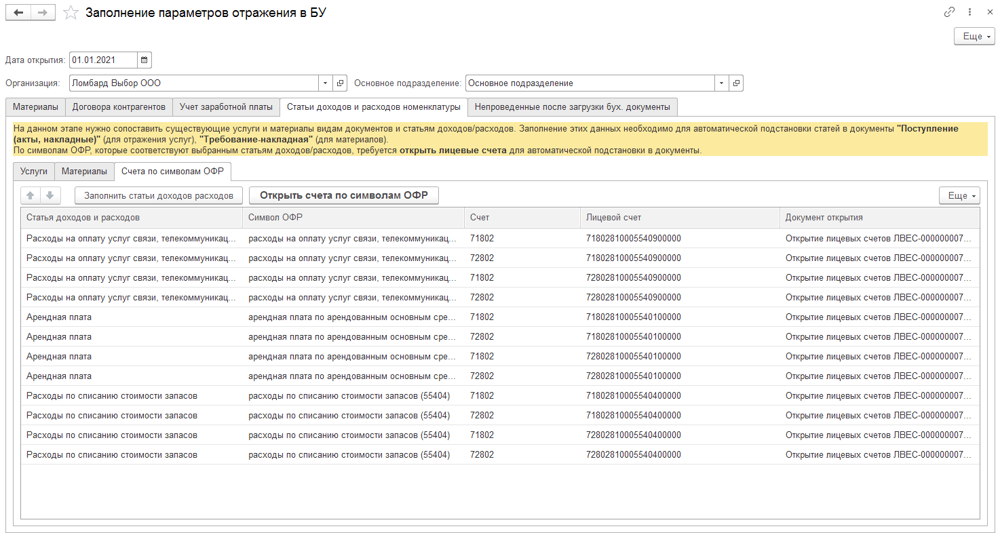 Заполнение параметров отражения в БУ
Еще
Дата открытия: 01.01.2021
Организация: Ломбард Выбор ООО Основное подразделение: Основное подразделение
Материалы Договора контрагентов Учет заработной платы Статьи доходов и расходов номенклатуры Непроведенные после загрузки бух. документы
На данном этапе нужно сопоставить существующие услуги и материалы видам документов и статьям доходов/расходов. Заполнение этих данных необходимо для автоматической подстановки статей в документы "Поступление
(акты, накладные)" (для отражения услуг), "Требование-накладная" (для материалов).
По символам ОФР, которые соответствуют выбранным статьям доходов/расходов, требуется открыть лицевые счета для автоматической подстановки в документы.
Услуги Материалы Счета по символам ОФР
Заполнить статьи доходов расходов Открыть счета по символам ОФР Еще
Статья доходов и расходов Символ ОФР Счет Лицевой счет Документ открытия
Расходы на оплату услуг связи, телекоммуникац... расходы на оплату услуг связи, телекоммуникац... 71802 71802810005540900000 Открытие лицевых счетов ЛВЕС-000000007...
Расходы на оплату услуг связи, телекоммуникац... расходы на оплату услуг связи, телекоммуникац... 72802 71802810005540900000 Открытие лицевых счетов ЛВЕС-000000007...
Расходы на оплату услуг связи, телекоммуникац... расходы на оплату услуг связи, телекоммуникац... 71802 72802810005540900000 Открытие лицевых счетов ЛВЕС-000000007...
Расходы на оплату услуг связи, телекоммуникац... расходы на оплату услуг связи, телекоммуникац... 72802 72802810005540900000 Открытие лицевых счетов ЛВЕС-000000007...
Арендная плата арендная плата по арендованным основным сре... 71802 71802810005540100000 Открытие лицевых счетов ЛВЕС-000000007...
Арендная плата арендная плата по арендованным основным сре... 72802 71802810005540100000 Открытие лицевых счетов ЛВЕС-000000007...
Арендная плата арендная плата по арендованным основным сре... 71802 72802810005540100000 Открытие лицевых счетов ЛВЕС-000000007...
Арендная плата арендная плата по арендованным основным сре... 72802 72802810005540100000 Открытие лицевых счетов ЛВЕС-000000007...
Расходы по списанию стоимости запасов расходы по списанию стоимости запасов (55404) 71802 71802810005540400000 Открытие лицевых счетов ЛВЕС-000000007...
Расходы по списанию стоимости запасов расходы по списанию стоимости запасов (55404) 72802 71802810005540400000 Открытие лицевых счетов ЛВЕС-000000007...
Расходы по списанию стоимости запасов расходы по списанию стоимости запасов (55404) 71802 72802810005540400000 Открытие лицевых счетов ЛВЕС-000000007...
Расходы по списанию стоимости запасов расходы по списанию стоимости запасов (55404) 72802 72802810005540400000 Открытие лицевых счетов ЛВЕС-000000007...